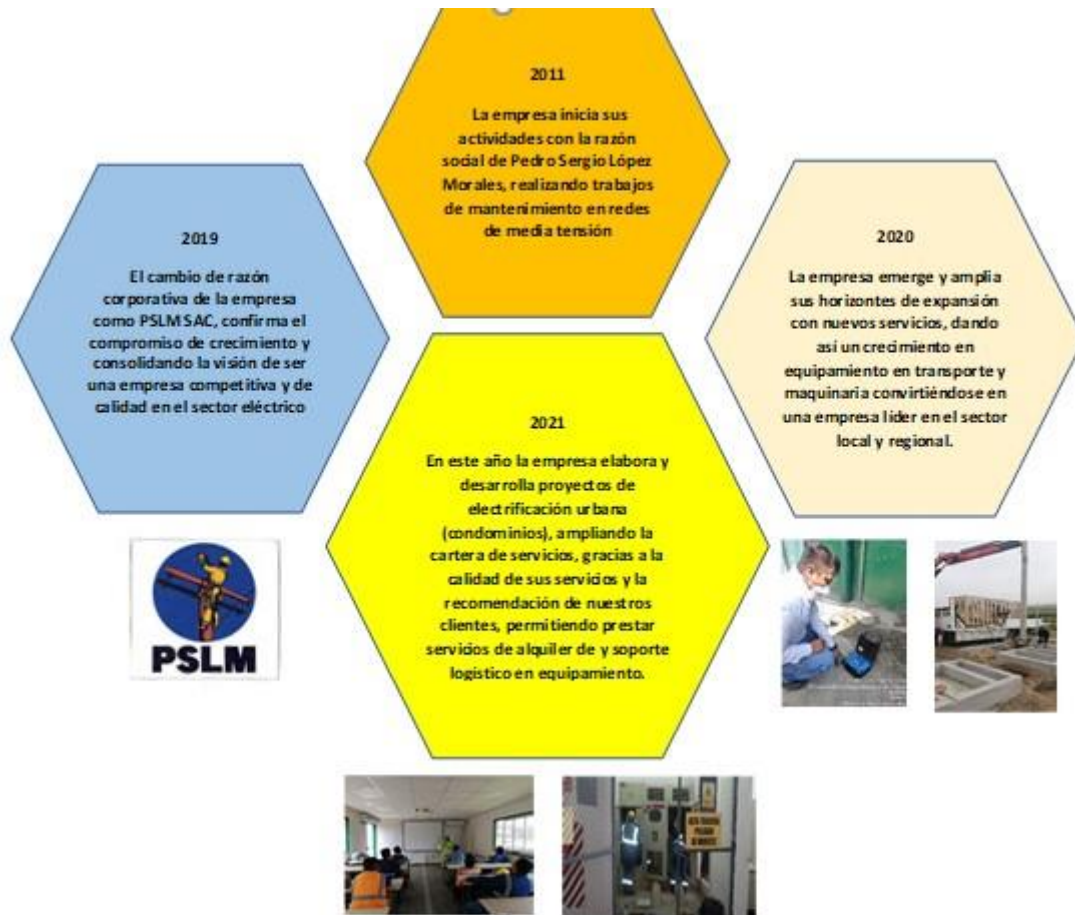 2011
La empresa inicia sus
actividades con la razón
social de Pedro Sergio López
Morales, realizando trabajos
de mantenimiento en redes
de media tensión
2019
El cambio de razón
corporativa de la empresa
como PSLM SAC, confirma el
compromiso de crecimiento y
consolidando la visión de ser
una empresa competitiva y de
calidad en el sector eléctrico
2020
La empresa emerge y amplia
sus horizontes de expansión
con nuevos servicios, dando
así un crecimiento en
equipamiento en transporte y
maquinaria convirtiéndose en
una empresa líder en el sector
local y regional.
2021
En este año la empresa elabora y
desarrolla proyectos de
electrificación urbana
(condominios), ampliando la
cartera de servicios, gracias a la
calidad de sus servicios y la
recomendación de nuestros
clientes, permitiendo prestar
servicios de alquiler de y soporte
logístico en equipamiento.
PSLM
ALTA TENSION
PELIGRO
DE MUERTE